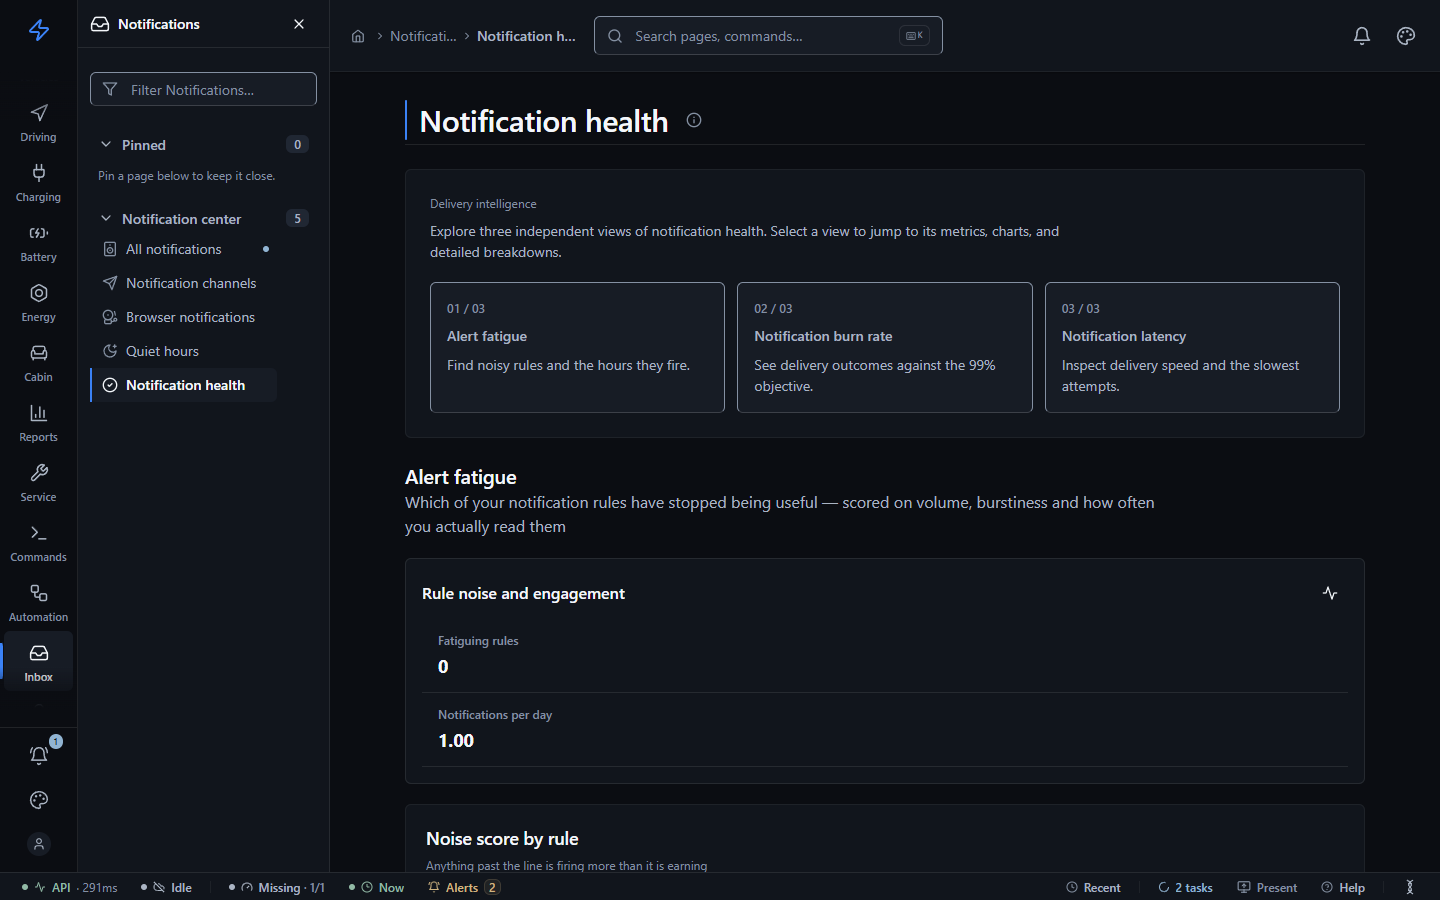 Notifications
Notificati...
Notification h...
Search pages, commands...
K
Filter Notifications...
Driving
Charging
Battery
Energy
Cabin
Reports
Service
Commands
Automation
Inbox
1
Pinned
0
Pin a page below to keep it close.
Notification center
5
All notifications
Notification channels
Browser notifications
Quiet hours
Notification health
Notification health
Delivery intelligence
Explore three independent views of notification health. Select a view to jump to its metrics, charts, and
detailed breakdowns.
01 / 03
Alert fatigue
Find noisy rules and the hours they fire.
02 / 03
Notification burn rate
See delivery outcomes against the 99%
objective.
03 / 03
Notification latency
Inspect delivery speed and the slowest
attempts.
Alert fatigue
Which of your notification rules have stopped being useful — scored on volume, burstiness and how often
you actually read them
Rule noise and engagement
Fatiguing rules
0
Notifications per day
1.00
Noise score by rule
Anything past the line is firing more than it is earning
API · 291ms
Idle
Missing · 1/1
Now
Alerts 2
Recent
2 tasks
Present
Help